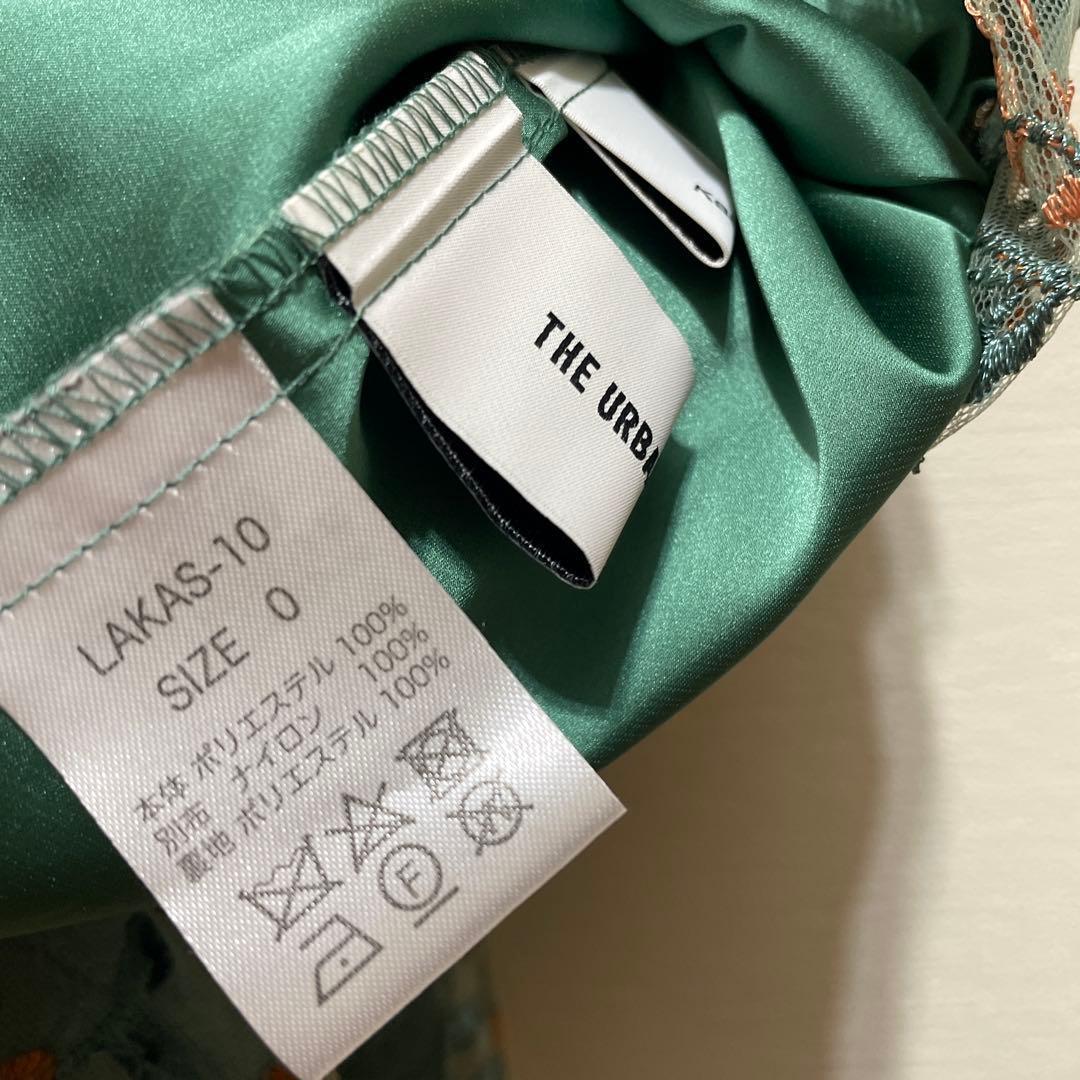 THE URBA
LAKAS-10
SIZE 0
本体 ポリエステル 100%
別布 ナイロン 100%
裏地 ポリエステル 100%
F